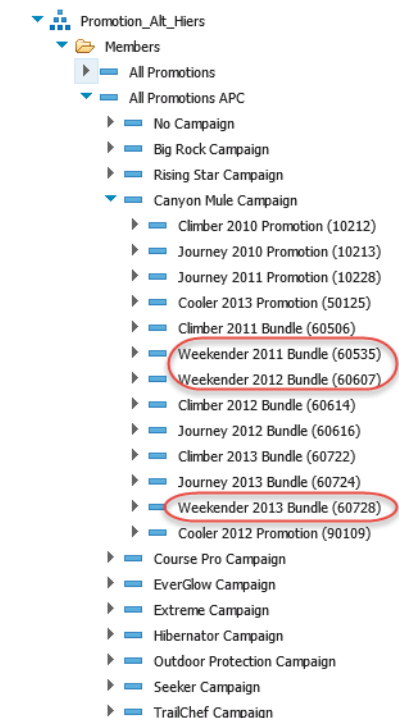 Promotion_Alt_Hiers
Members
All Promotions
All Promotions APC
No Campaign
Big Rock Campaign
Rising Star Campaign
Canyon Mule Campaign
Climber 2010 Promotion (10212)
Journey 2010 Promotion (10213)
Journey 2011 Promotion (10228)
Cooler 2013 Promotion (50125)
Climber 2011 Bundle (60506)
Weekender 2011 Bundle (60535)
Weekender 2012 Bundle (60607)
Climber 2012 Bundle (60614)
Journey 2012 Bundle (60616)
Climber 2013 Bundle (60722)
Journey 2013 Bundle (60724)
Weekender 2013 Bundle (60728)
Cooler 2012 Promotion (90109)
Course Pro Campaign
EverGlow Campaign
Extreme Campaign
Hibernator Campaign
Outdoor Protection Campaign
Seeker Campaign
TrailChef Campaign